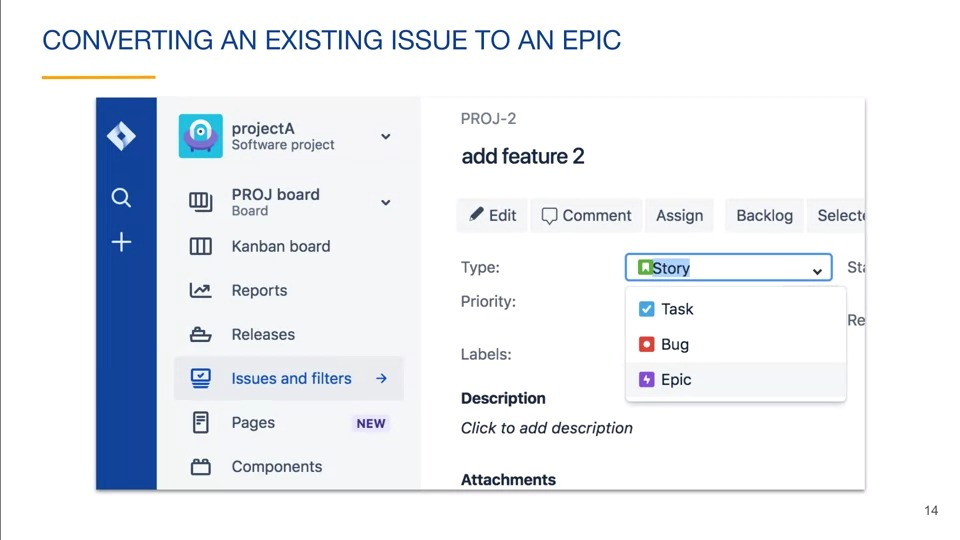 CONVERTING AN EXISTING ISSUE TO AN EPIC
projectA
Software project
PROJ board
Board
Kanban board
Reports
Releases
Issues and filters
Pages NEW
Components
PROJ-2
add feature 2
Edit Comment Assign Backlog Selecte
Type: Story Sta
Task
Priority:
Re
Bug
Labels:
Epic
Description
Click to add description
Attachments
14